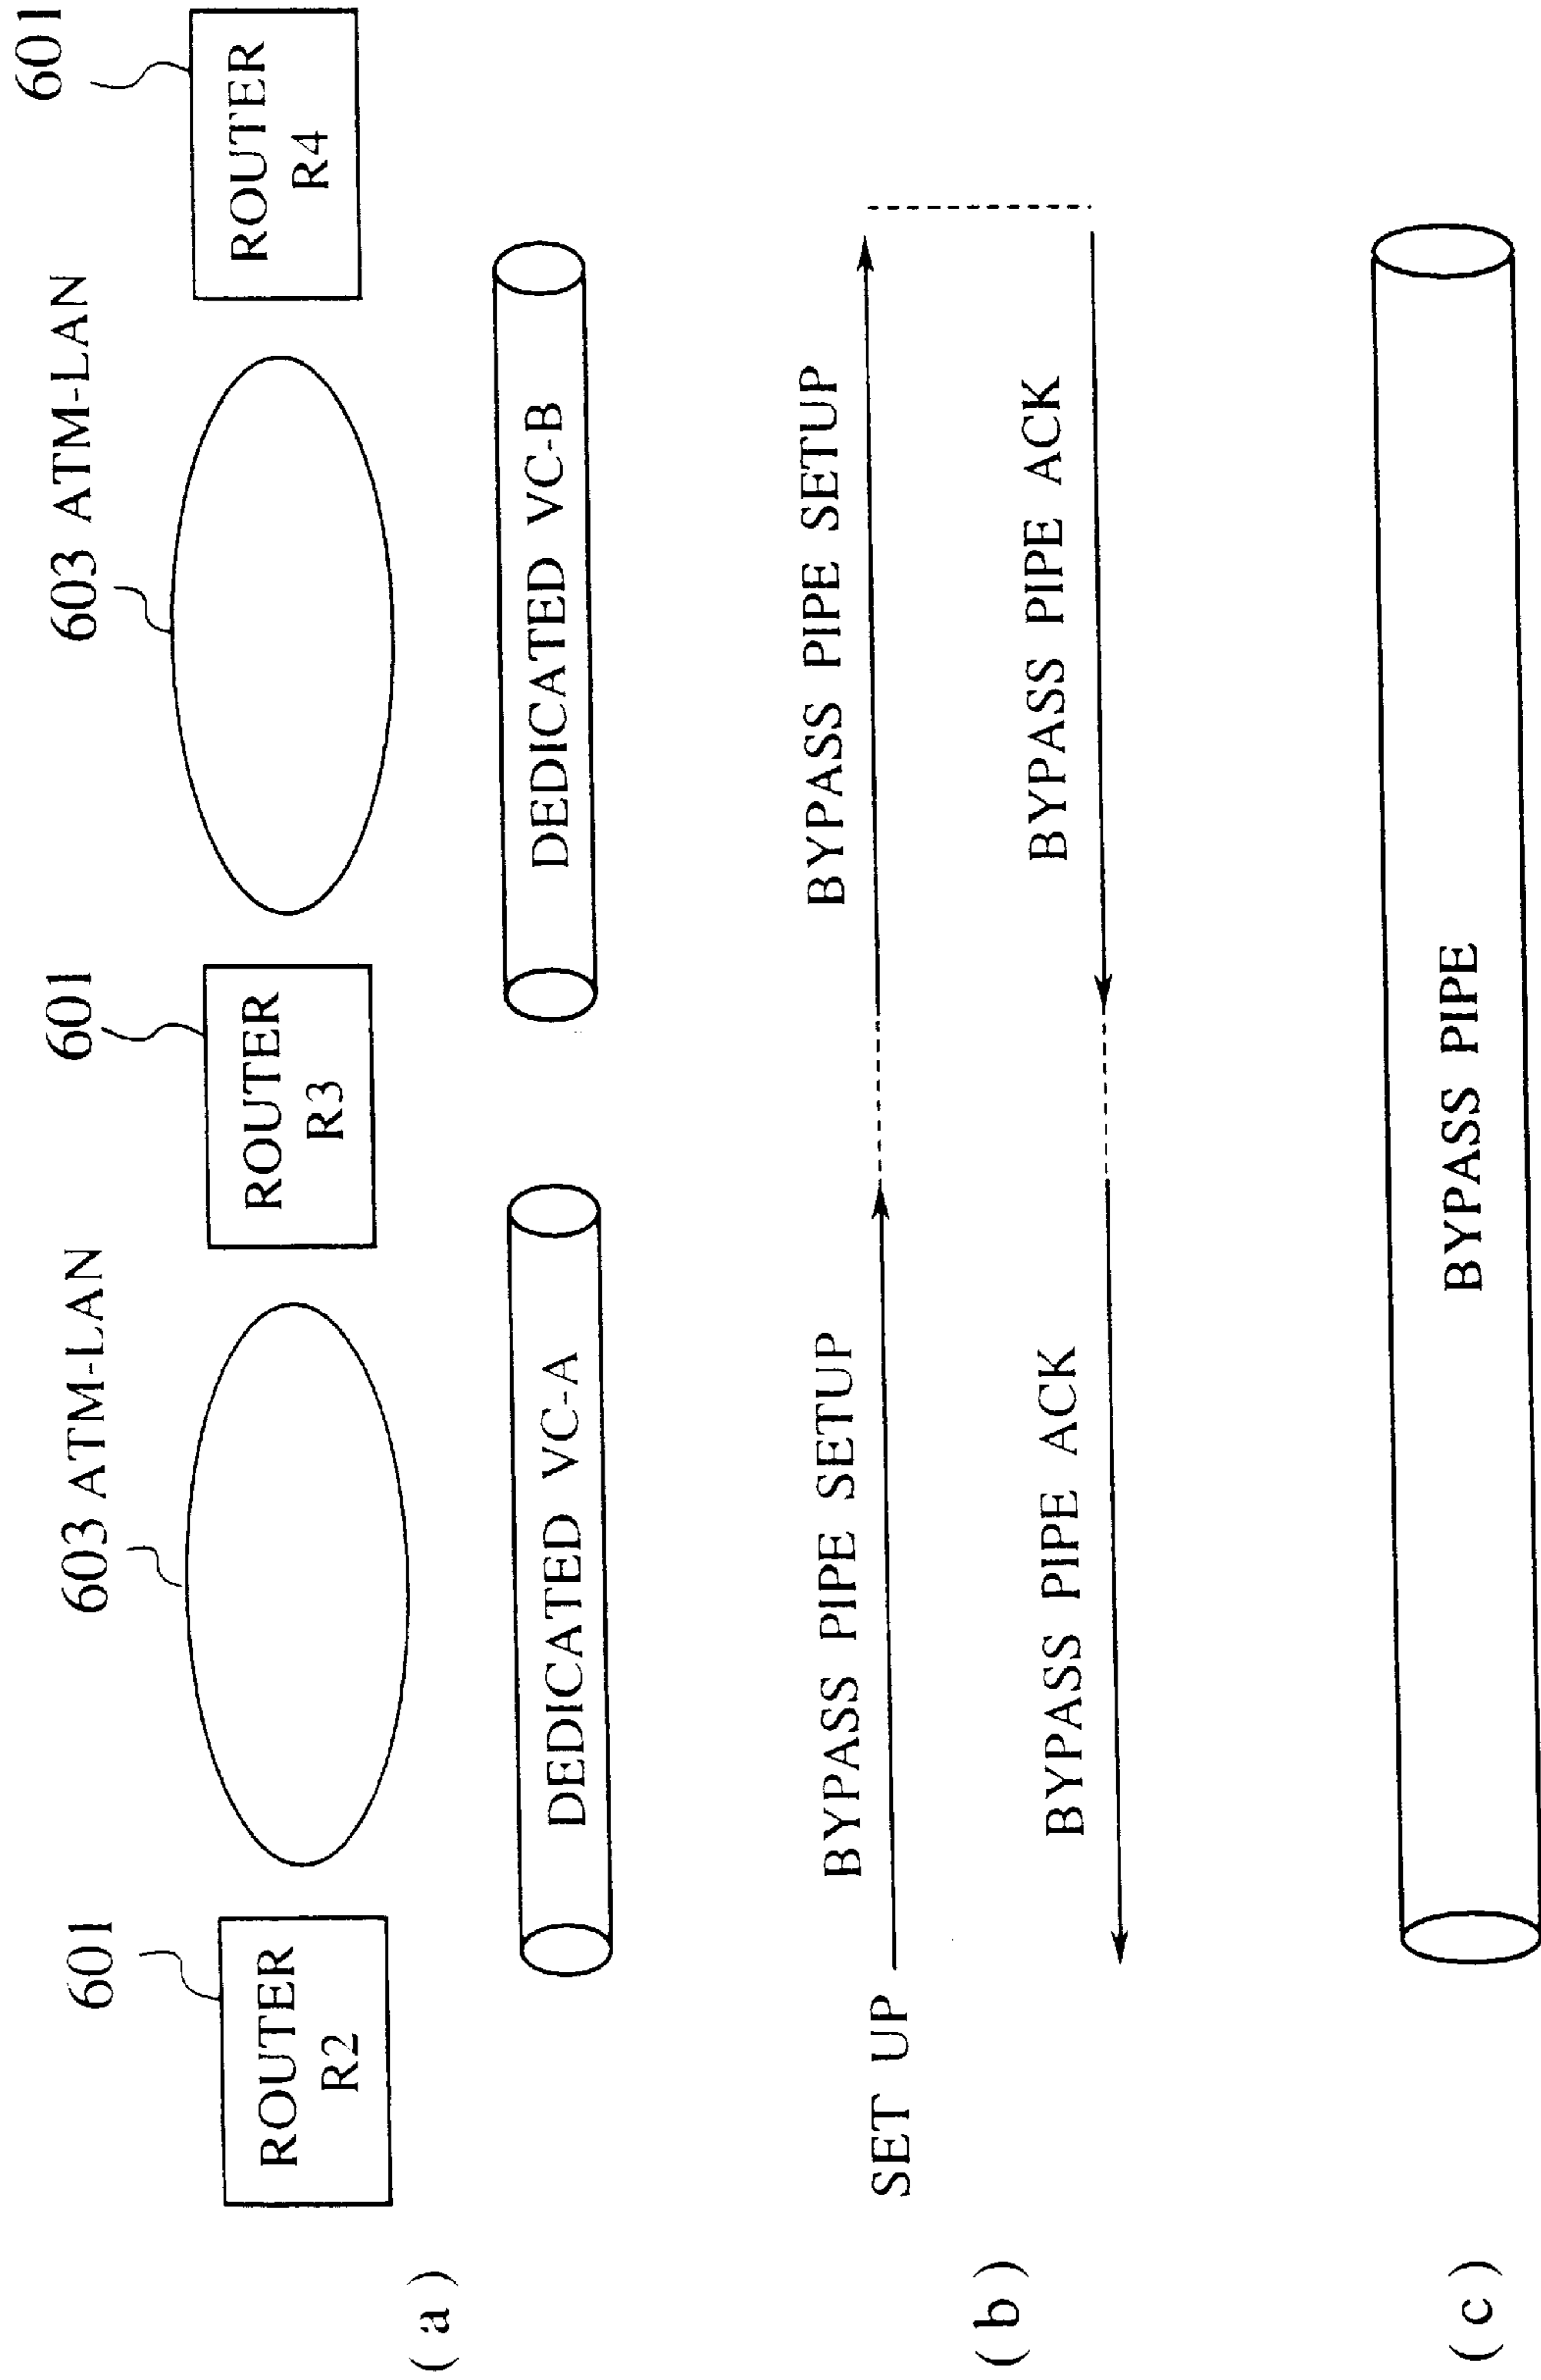 601
603 ATM-LAN
601
603 ATM-LAN
601
ROUTER
R2
ROUTER
R3
ROUTER
R4
(a)
DEDICATED VC-A
DEDICATED VC-B
BYPASS PIPE SETUP
BYPASS PIPE SETUP
SET UP
(b)
BYPASS PIPE ACK
BYPASS PIPE ACK
(c)
BYPASS PIPE